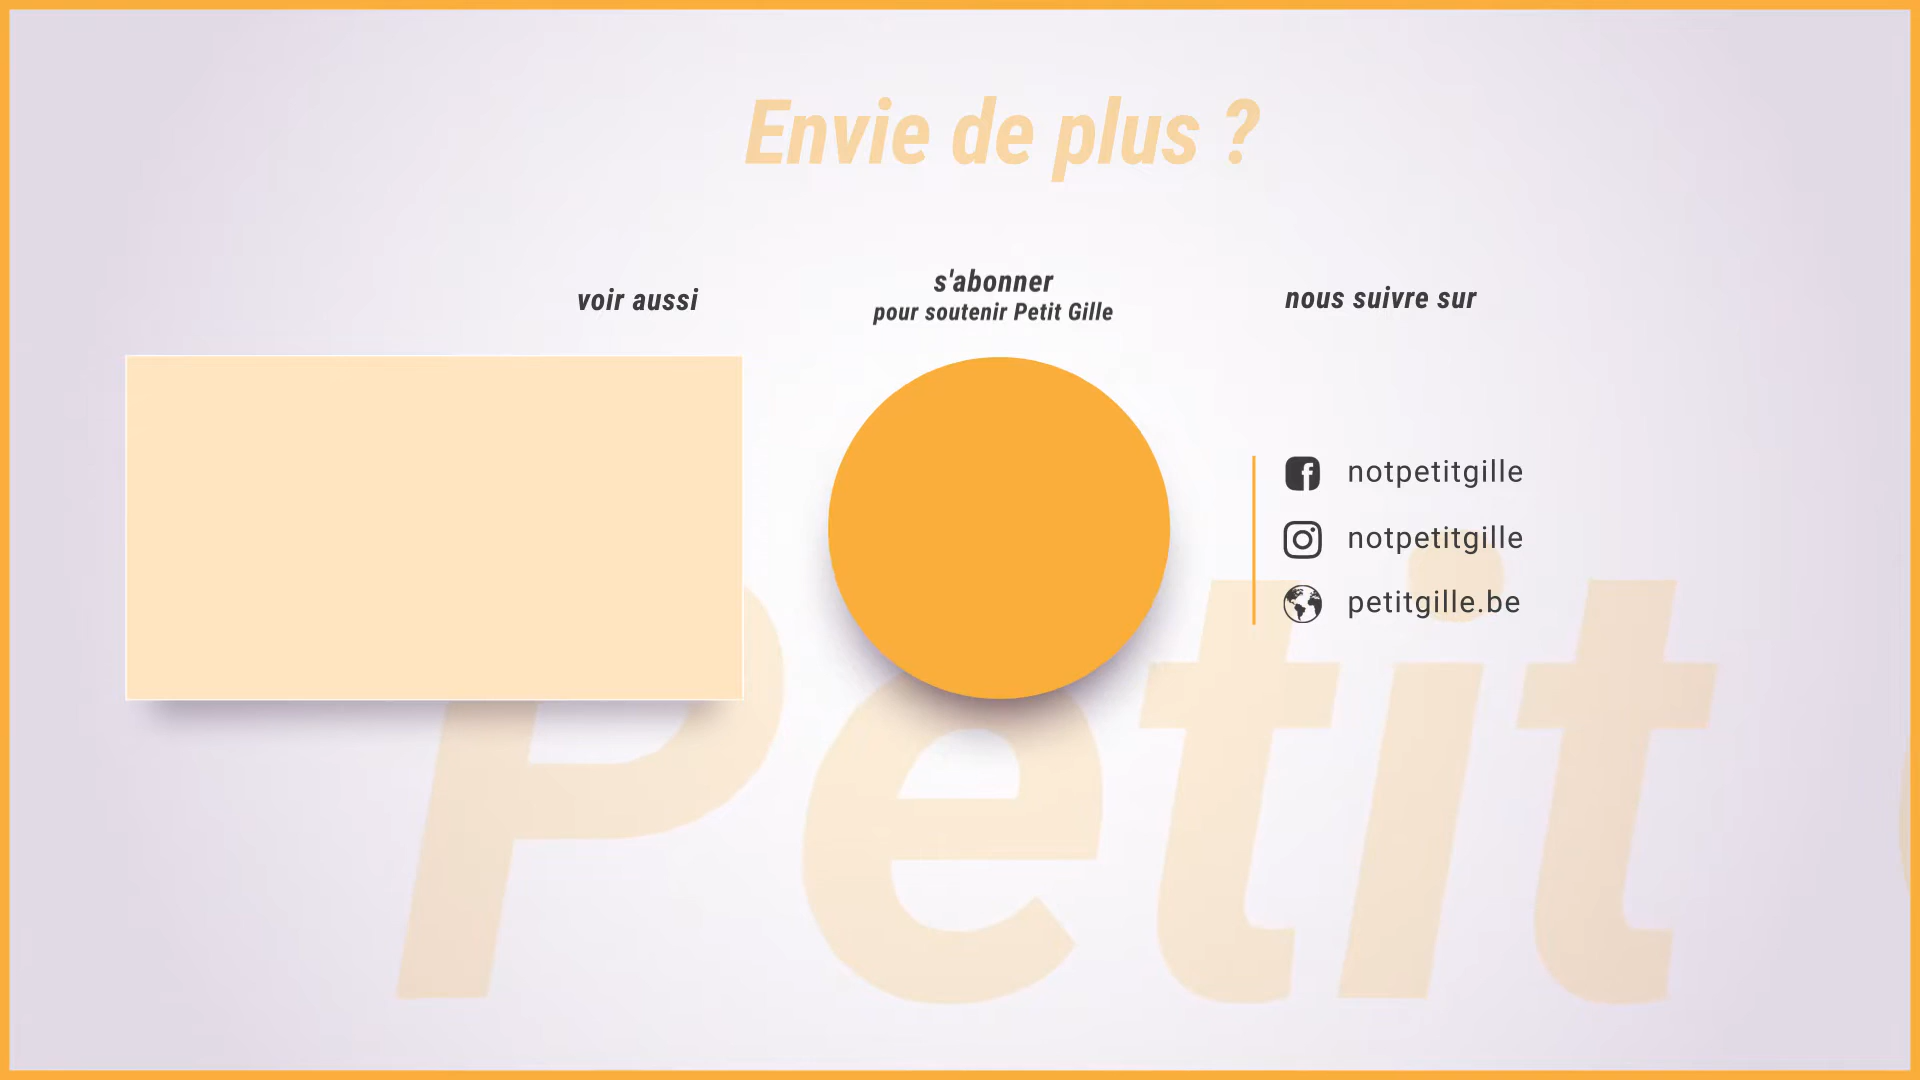 Envie de plus ?
voir aussi
s'abonner
pour soutenir Petit Gille
nous suivre sur
notpetitgille
notpetitgille
petitgille.be
Petit